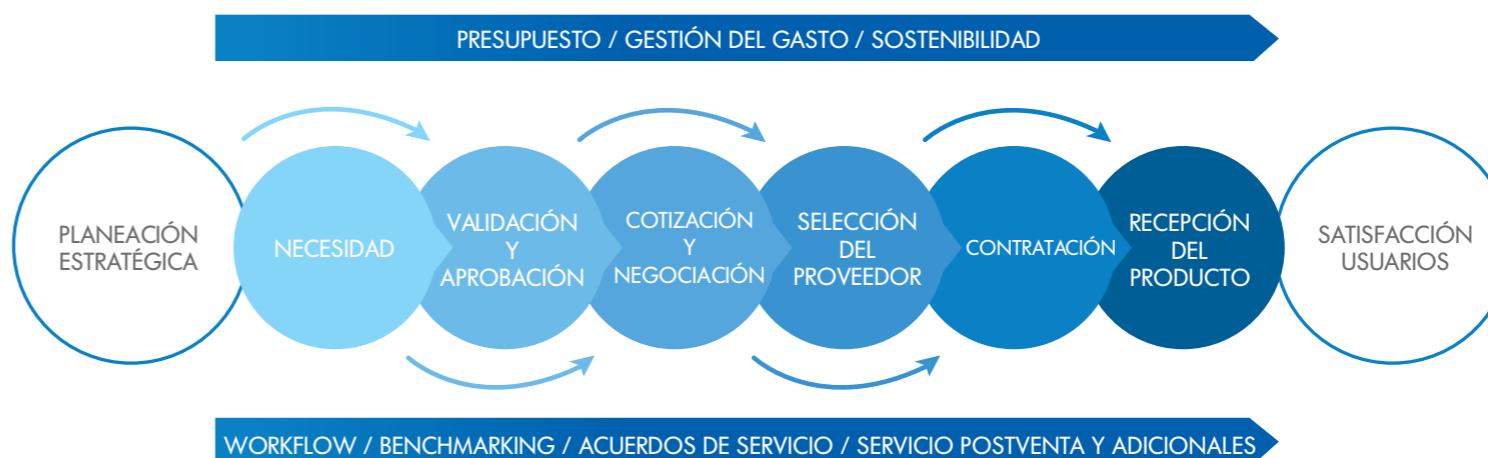 PRESUPUESTO / GESTIÓN DEL GASTO / SOSTENIBILIDAD
PLANEACIÓN
ESTRATÉGICA
NECESIDAD
VALIDACIÓN
Y
APROBACIÓN
COTIZACIÓN
Y
NEGOCIACIÓN
SELECCIÓN
DEL
PROVEEDOR
CONTRATACIÓN
RECEPCIÓN
DEL
PRODUCTO
SATISFACCIÓN
USUARIOS
WORKFLOW / BENCHMARKING / ACUERDOS DE SERVICIO / SERVICIO POSTVENTA Y ADICIONALES